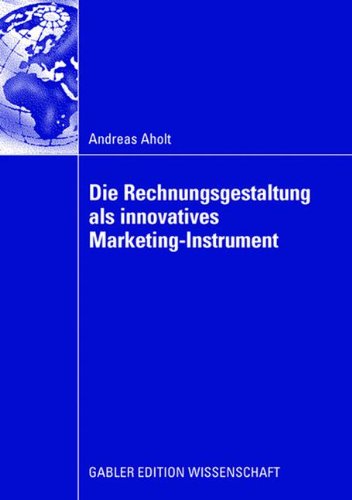 Andreas Aholt
Die Rechnungsgestaltung
als innovatives
Marketing-Instrument
GABLER EDITION WISSENSCHAFT